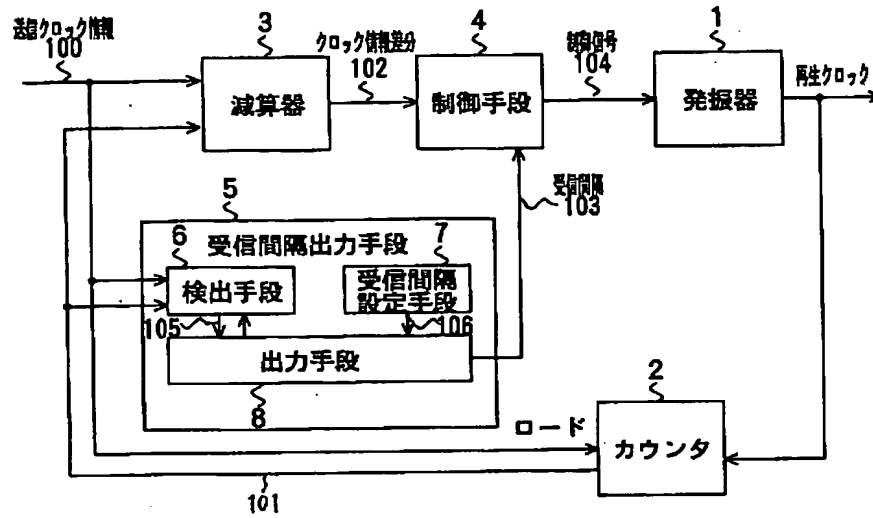 送信クロック情報
100
3
減算器
クロック情報差分
102
4
制御手段
制御信号
104
1
発振器
再生クロック
受信間隔
103
5
受信間隔出力手段
6
検出手段
7
受信間隔
設定手段
105
106
出力手段
8
ロード
2
カウンタ
101